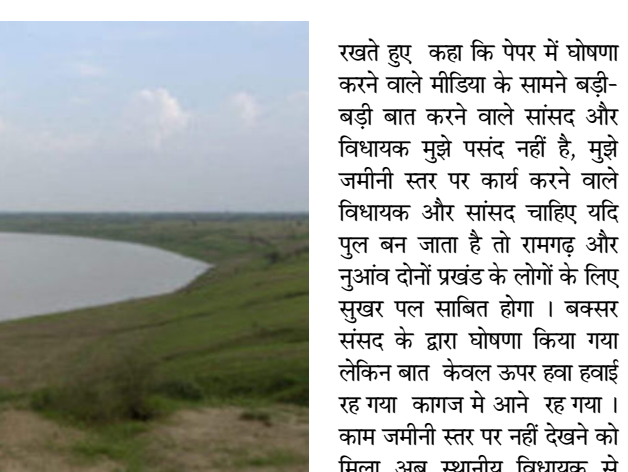 रखते हुए कहा कि पेपर में घोषणा
करने वाले मीडिया के सामने बड़ी-
बड़ी बात करने वाले सांसद और
विधायक मुझे पसंद नहीं है, मुझे
जमीनी स्तर पर कार्य करने वाले
विधायक और सांसद चाहिए यदि
पुल बन जाता है तो रामगढ़ और
नुआंव दोनों प्रखंड के लोगों के लिए
सुखर पल साबित होगा । बक्सर
संसद के द्वारा घोषणा किया गया
लेकिन बात केवल ऊपर हवा हवाई
रह गया कागज मे आने रह गया ।
काम जमीनी स्तर पर नहीं देखने को
मिला अब स्थानीय विधायक से